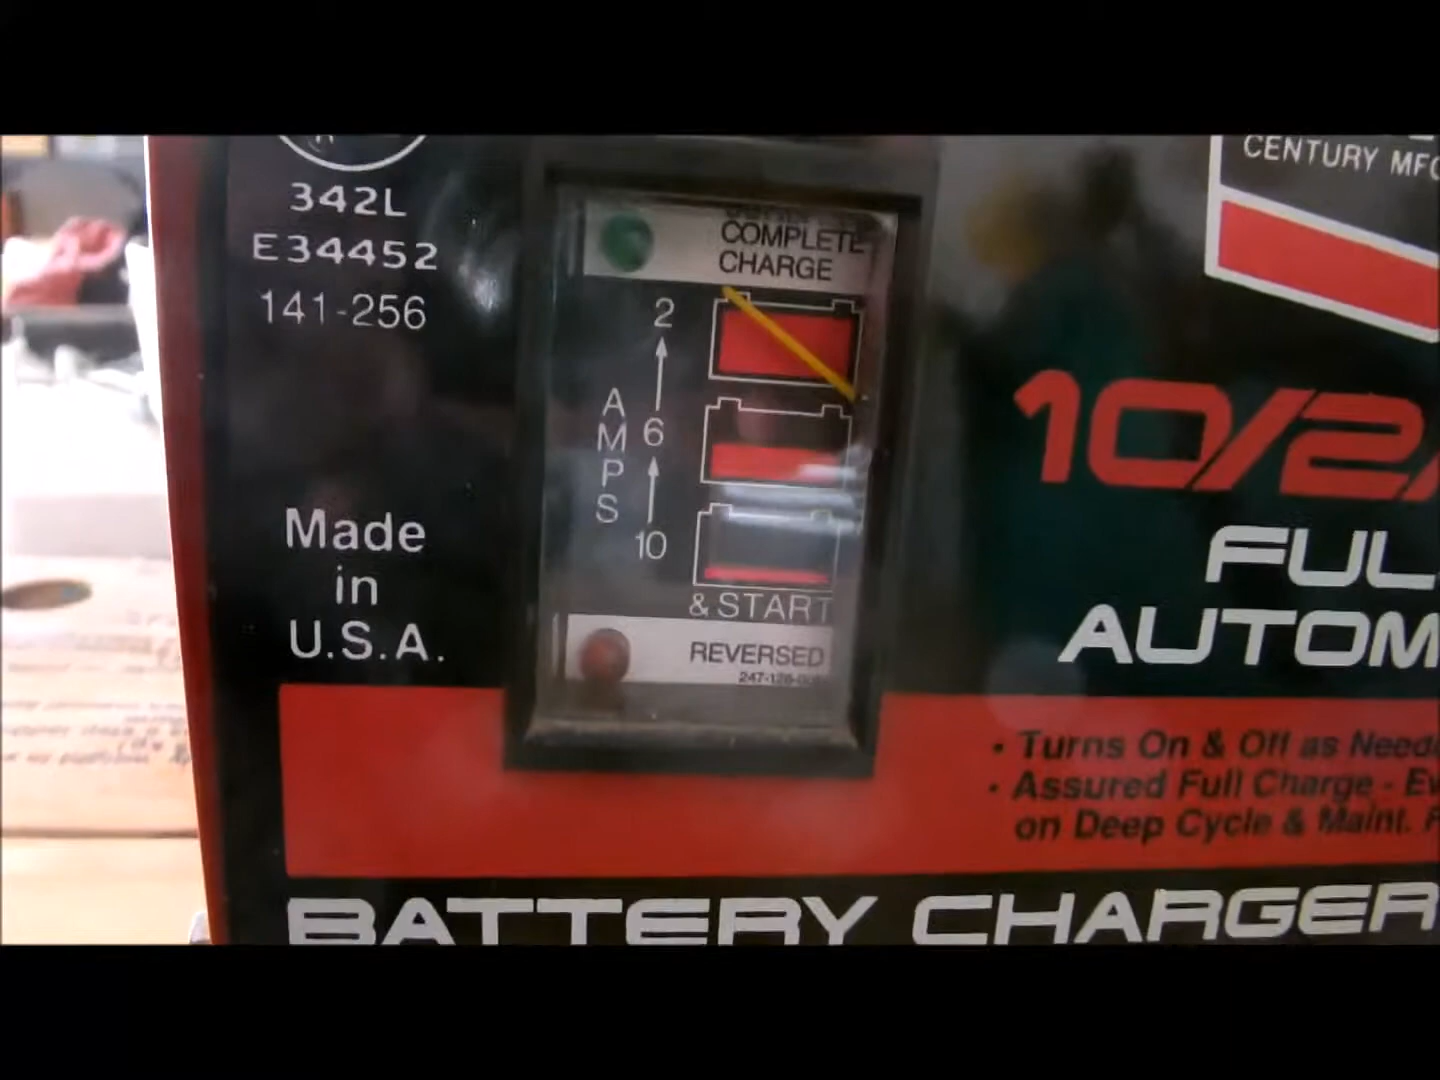 342L
E34452
141-256
CENTURY MFG
COMPLETE
CHARGE
2
6
10
AMPS
& START
REVERSED
Made
in
U.S.A.
10/2/
FUL
AUTOM
• Turns On & Off as Neede
• Assured Full Charge - Ev
on Deep Cycle & Maint. F
BATTERY CHARGER